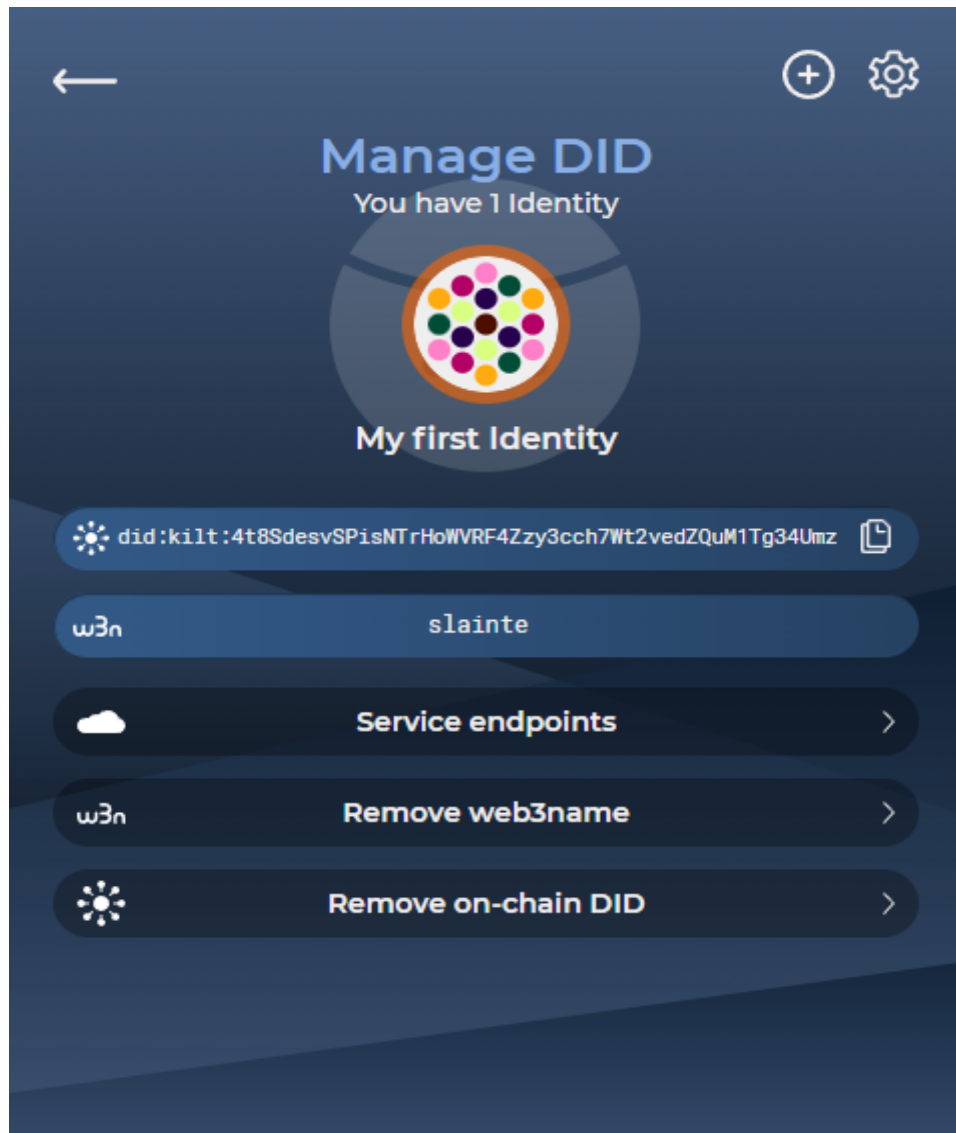 Manage DID
You have 1 Identity
My first Identity
did:kilt:4t8SdesvSPisNTrHoWVRF4Zzy3cch7Wt2vedZQuM1Tg34Umz
w3n slainte
Service endpoints
w3n Remove web3name
Remove on-chain DID